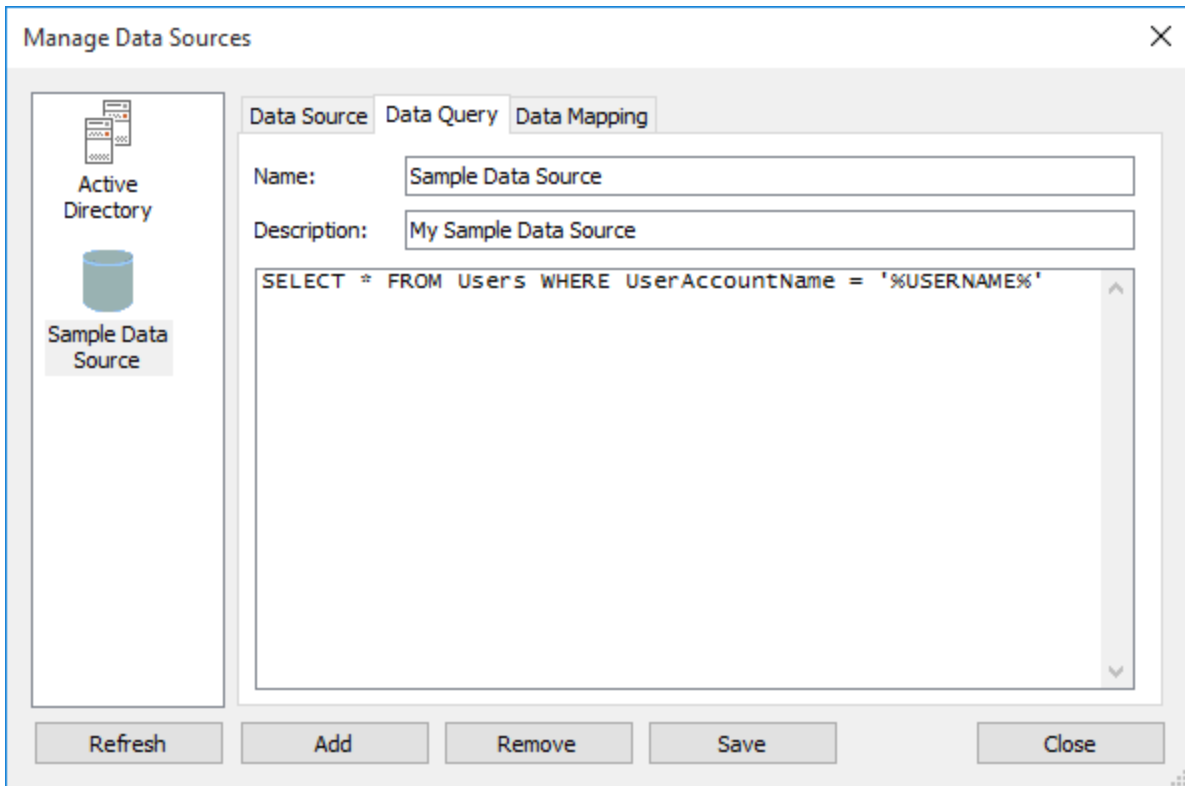 Manage Data Sources
Active
Directory
Sample Data
Source
Data Source Data Query Data Mapping
Name: Sample Data Source
Description: My Sample Data Source
SELECT * FROM Users WHERE UserAccountName = '%USERNAME%'
Refresh Add Remove Save Close